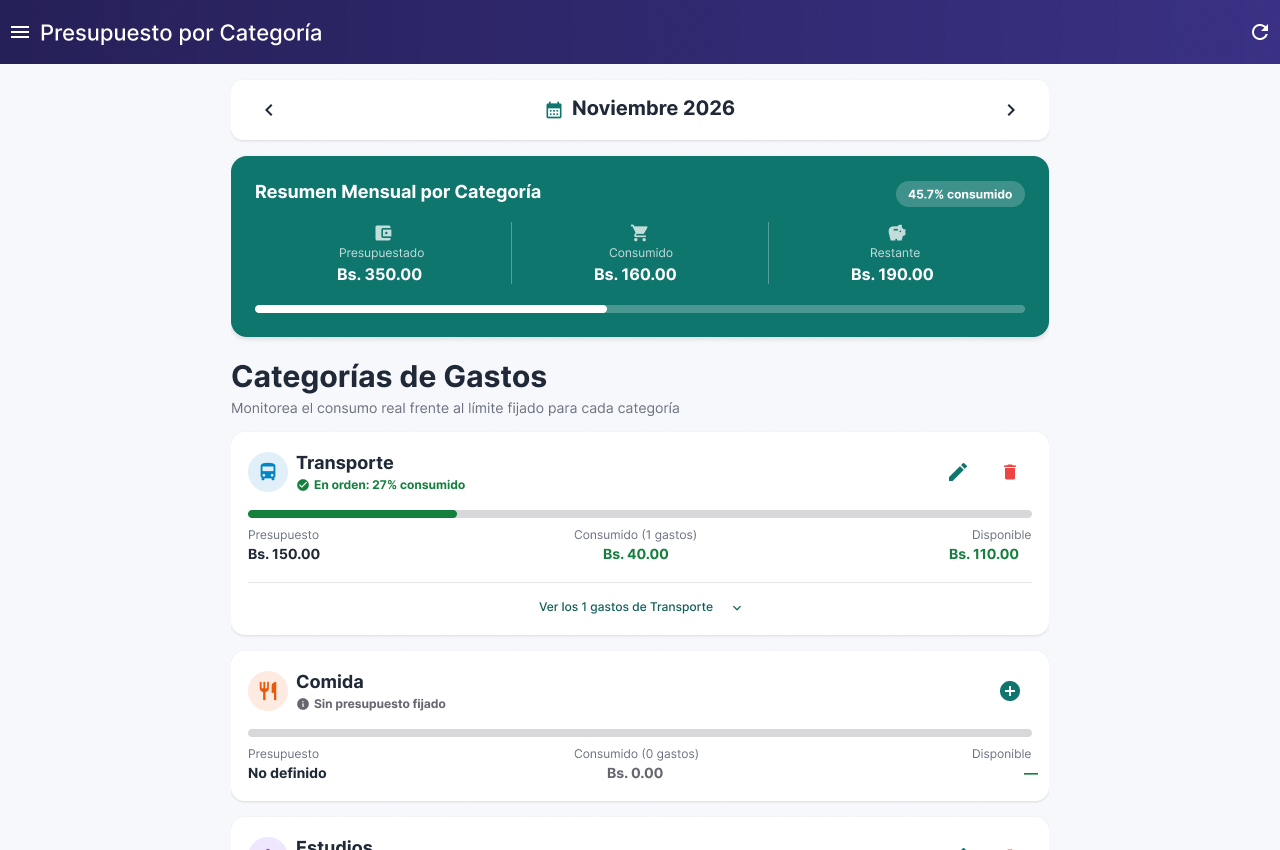 Presupuesto por Categoría
Noviembre 2026
Resumen Mensual por Categoría
45.7% consumido
Presupuestado
Consumido
Restante
Bs. 350.00
Bs. 160.00
Bs. 190.00
Categorías de Gastos
Monitorea el consumo real frente al límite fijado para cada categoría
Transporte
En orden: 27% consumido
Presupuesto
Consumido (1 gastos)
Disponible
Bs. 150.00
Bs. 40.00
Bs. 110.00
Ver los 1 gastos de Transporte
Comida
Sin presupuesto fijado
Presupuesto
Consumido (0 gastos)
Disponible
No definido
Bs. 0.00
—
Estudios